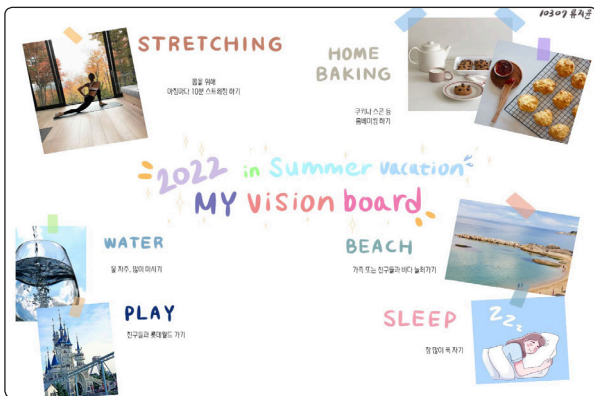 10307 류지윤
STRETCHING
몸을 위해
아침마다 10분 스트레칭 하기
HOME
BAKING
쿠키나 스콘 등
홈베이킹 하기
2022 in Summer vacation
MY vision board
WATER
물 자주, 많이 마시기
BEACH
가족 또는 친구들과 바다 놀러가기
PLAY
친구들과 롯데월드 가기
SLEEP
잠 많이 푹 자기
zzz